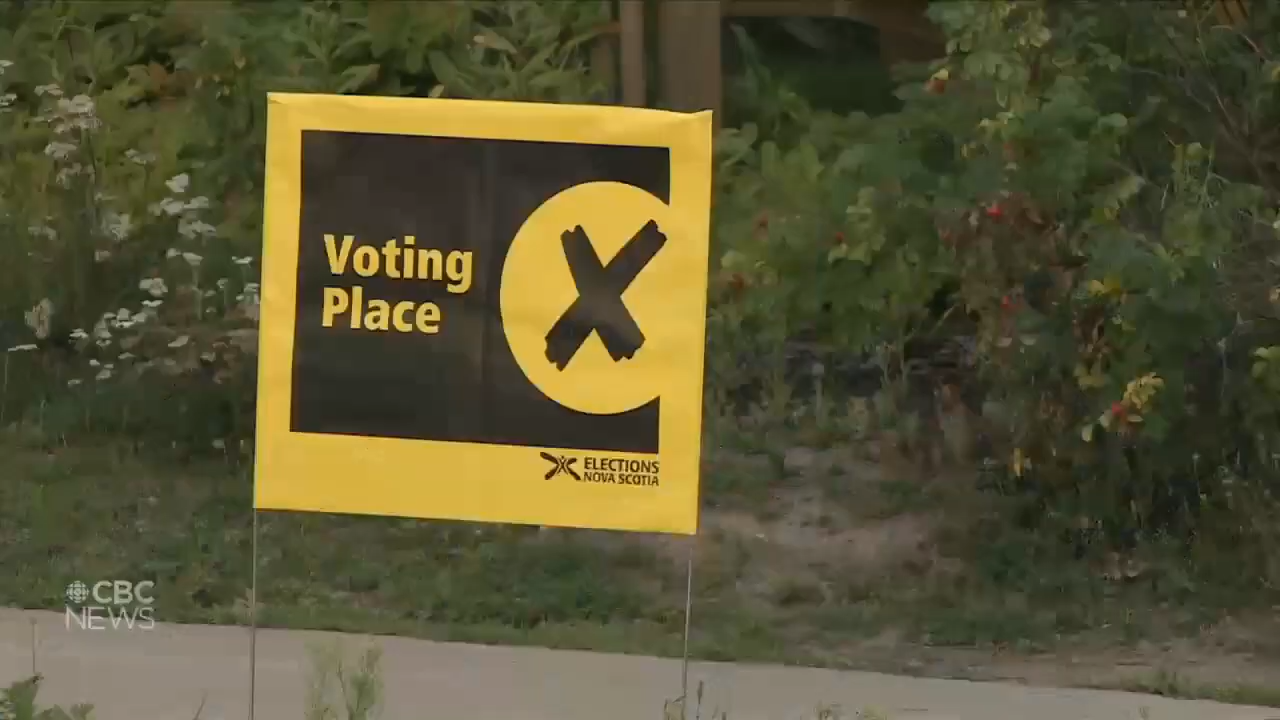 Voting
Place
ELECTIONS
NOVA SCOTIA
CBC
NEWS